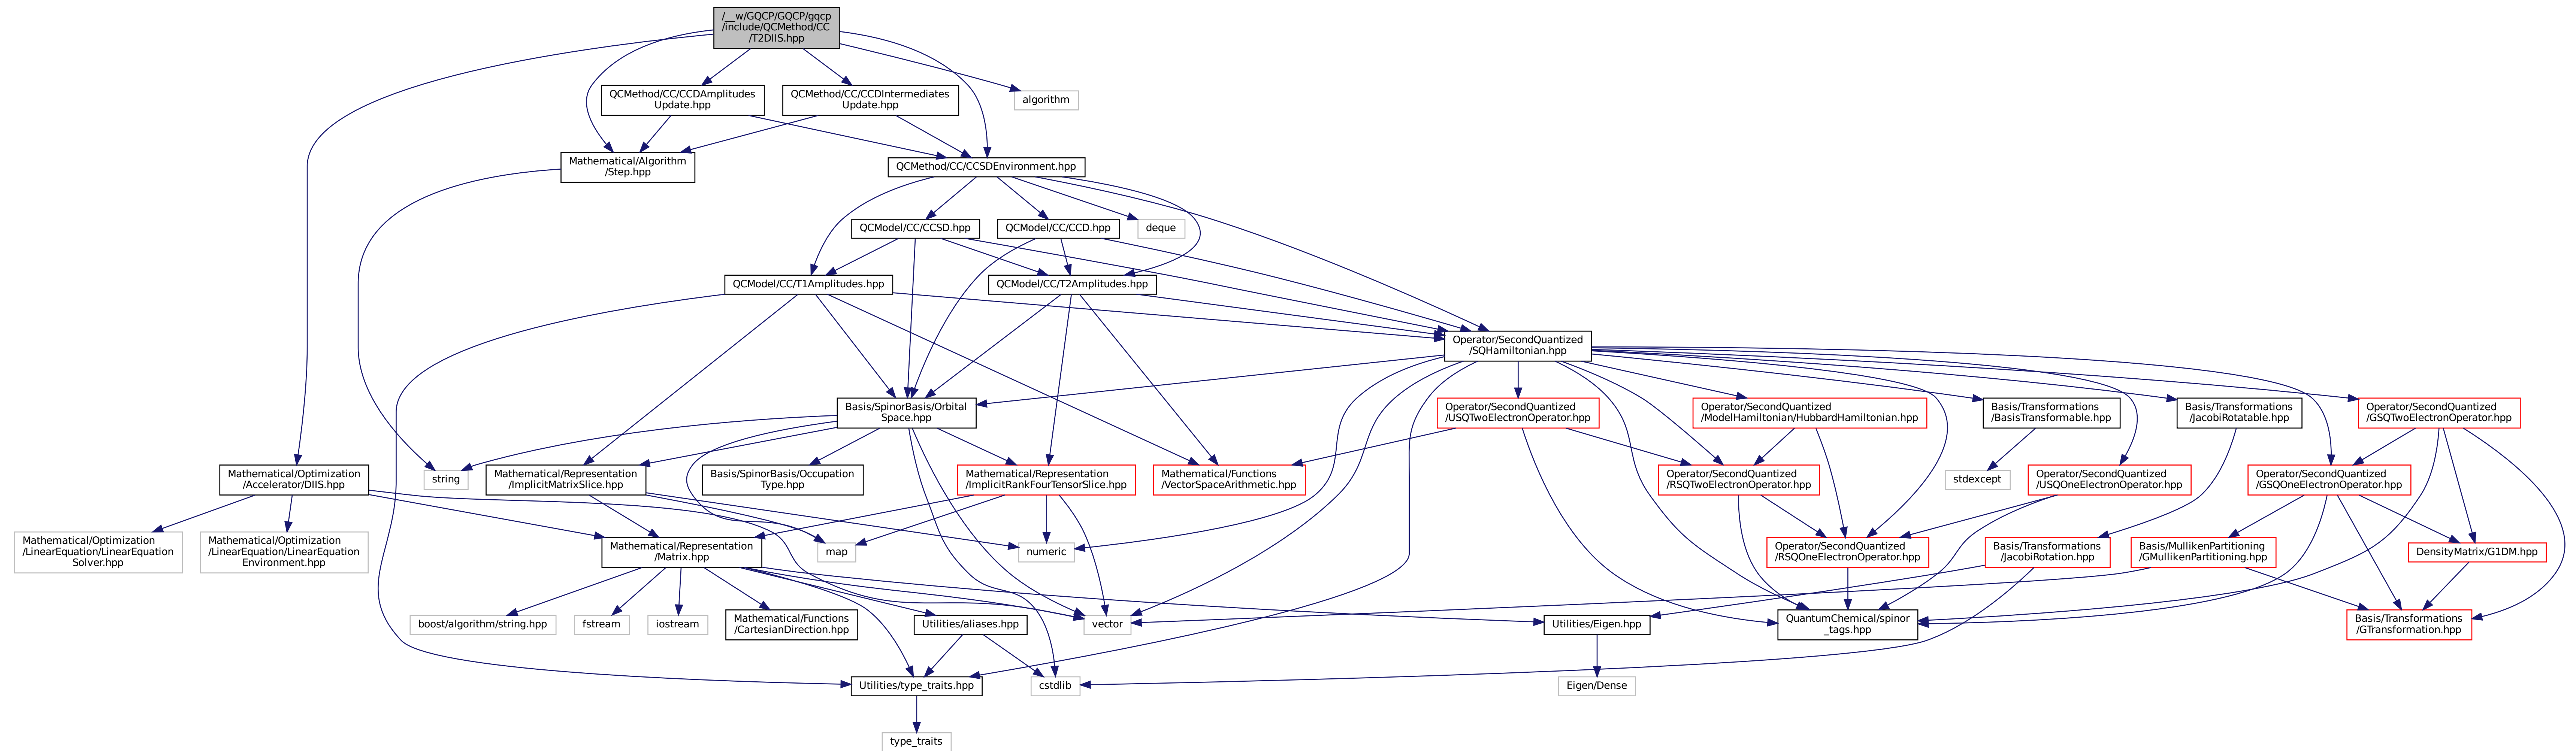 /__w/GQCP/GQCP/gqcp
/include/QCMethod/CC
/T2DIIS.hpp
QCMethod/CC/CCDAmplitudes
Update.hpp
QCMethod/CC/CCDIntermediates
Update.hpp
algorithm
Mathematical/Algorithm
/Step.hpp
QCMethod/CC/CCSDEnvironment.hpp
QCModel/CC/CCSD.hpp
QCModel/CC/CCD.hpp
deque
QCModel/CC/T1Amplitudes.hpp
QCModel/CC/T2Amplitudes.hpp
Operator/SecondQuantized
/SQHamiltonian.hpp
Basis/SpinorBasis/Orbital
Space.hpp
Operator/SecondQuantized
/USQTwoElectronOperator.hpp
Operator/SecondQuantized
/ModelHamiltonian/HubbardHamiltonian.hpp
Basis/Transformations
/BasisTransformable.hpp
Basis/Transformations
/JacobiRotatable.hpp
Operator/SecondQuantized
/GSQTwoElectronOperator.hpp
Mathematical/Optimization
/Accelerator/DIIS.hpp
string
Mathematical/Representation
/ImplicitMatrixSlice.hpp
Basis/SpinorBasis/Occupation
Type.hpp
Mathematical/Representation
/ImplicitRankFourTensorSlice.hpp
Mathematical/Functions
/VectorSpaceArithmetic.hpp
Operator/SecondQuantized
/RSQTwoElectronOperator.hpp
stdexcept
Operator/SecondQuantized
/USQOneElectronOperator.hpp
Operator/SecondQuantized
/GSQOneElectronOperator.hpp
Mathematical/Optimization
/LinearEquation/LinearEquation
Solver.hpp
Mathematical/Optimization
/LinearEquation/LinearEquation
Environment.hpp
Mathematical/Representation
/Matrix.hpp
map
numeric
Operator/SecondQuantized
/RSQOneElectronOperator.hpp
Basis/Transformations
/JacobiRotation.hpp
Basis/MullikenPartitioning
/GMullikenPartitioning.hpp
DensityMatrix/G1DM.hpp
boost/algorithm/string.hpp
fstream
iostream
Mathematical/Functions
/CartesianDirection.hpp
Utilities/aliases.hpp
vector
Utilities/Eigen.hpp
QuantumChemical/spinor
_tags.hpp
Basis/Transformations
/GTransformation.hpp
Utilities/type_traits.hpp
cstdlib
Eigen/Dense
type_traits